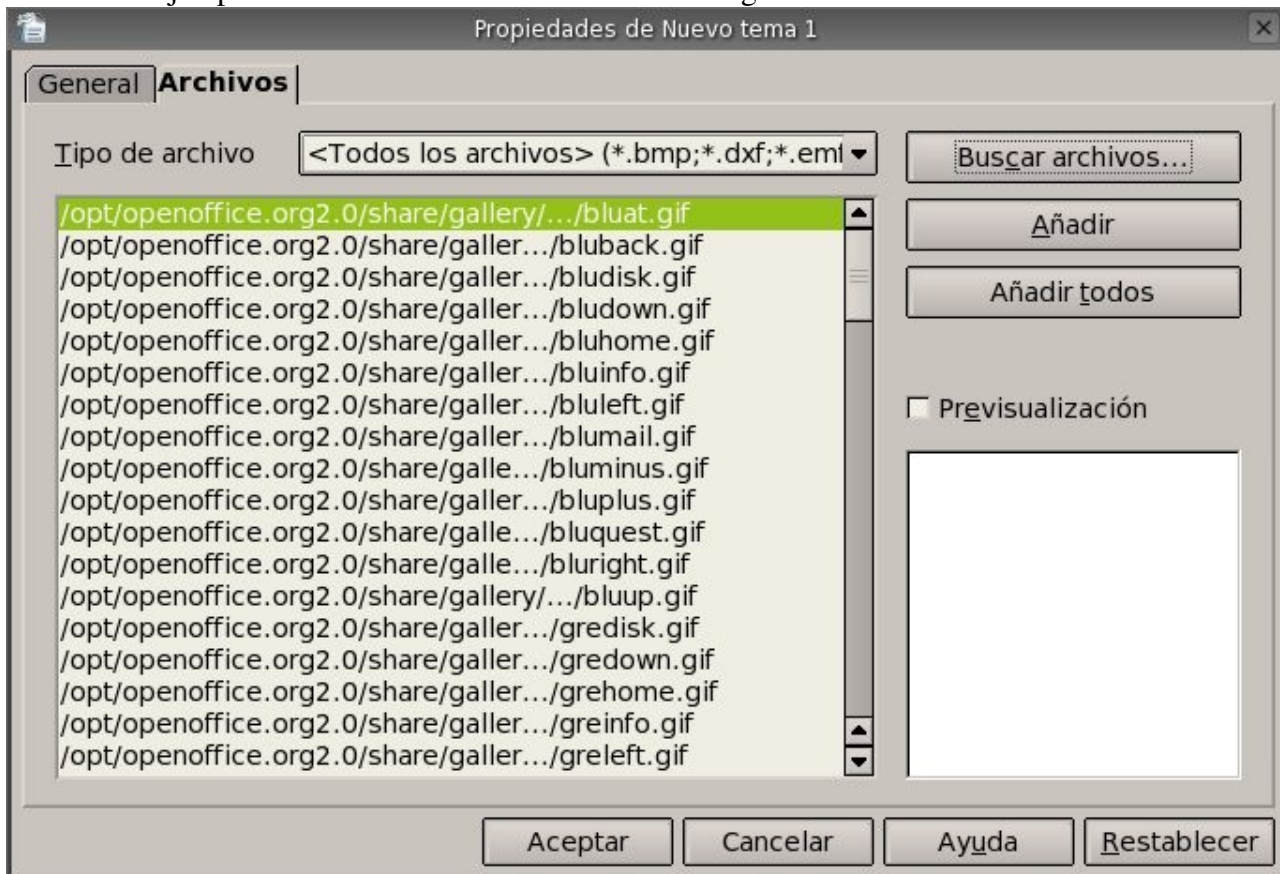 Propiedades de Nuevo tema 1
General Archivos
Tipo de archivo <Todos los archivos> (*.bmp;*.dxf;*.emf Buscar archivos...
/opt/openoffice.org2.0/share/gallery/.../bluat.gif
Añadir
/opt/openoffice.org2.0/share/galler.../bluback.gif
/opt/openoffice.org2.0/share/galler.../bludisk.gif
Añadir todos
/opt/openoffice.org2.0/share/galler.../bludown.gif
/opt/openoffice.org2.0/share/galler.../bluhome.gif
/opt/openoffice.org2.0/share/galler.../bluinfo.gif
/opt/openoffice.org2.0/share/galler.../bluleft.gif
Previsualización
/opt/openoffice.org2.0/share/galler.../blumail.gif
/opt/openoffice.org2.0/share/galle.../bluminus.gif
/opt/openoffice.org2.0/share/galler.../bluplus.gif
/opt/openoffice.org2.0/share/galle.../bluquest.gif
/opt/openoffice.org2.0/share/galle.../bluright.gif
/opt/openoffice.org2.0/share/gallery/.../bluup.gif
/opt/openoffice.org2.0/share/galler.../gredisk.gif
/opt/openoffice.org2.0/share/galler.../gredown.gif
/opt/openoffice.org2.0/share/galler.../grehome.gif
/opt/openoffice.org2.0/share/galler.../greinfo.gif
/opt/openoffice.org2.0/share/galler.../greleft.gif
Aceptar Cancelar Ayuda Restablecer